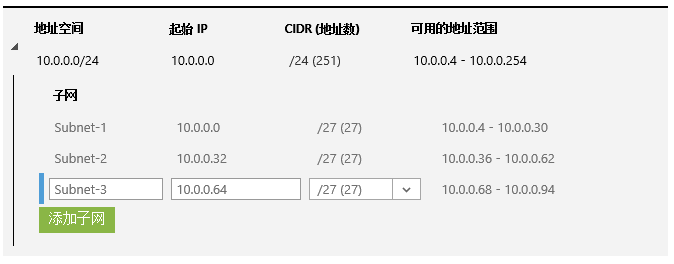 地址空间 起始 IP CIDR (地址数) 可用的地址范围
10.0.0.0/24 10.0.0.0 /24 (251) 10.0.0.4 - 10.0.0.254
子网
Subnet-1 10.0.0.0 /27 (27) 10.0.0.4 - 10.0.0.30
Subnet-2 10.0.0.32 /27 (27) 10.0.0.36 - 10.0.0.62
Subnet-3 10.0.0.64 /27 (27) 10.0.0.68 - 10.0.0.94
添加子网